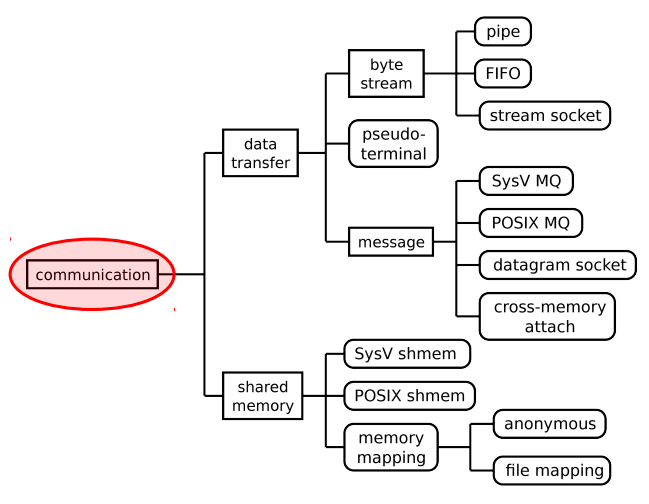 pipe
byte
stream
FIFO
stream socket
pseudo-
terminal
data
transfer
SysV MQ
POSIX MQ
message
datagram socket
cross-memory
attach
communication
SysV shmem
shared
memory
POSIX shmem
memory
mapping
anonymous
file mapping